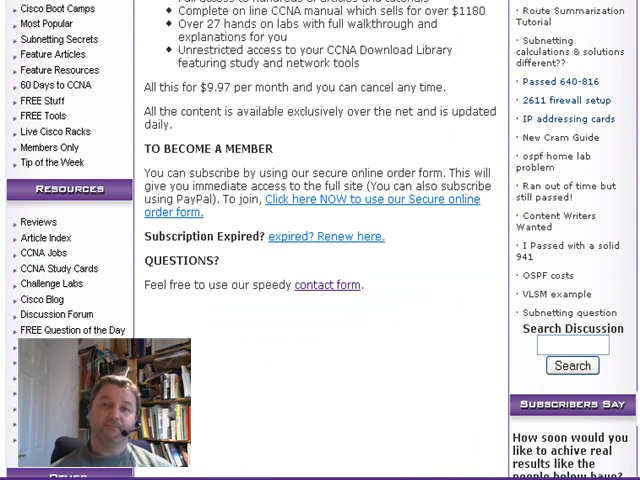 Cisco Boot Camps
Most Popular
Subnetting Secrets
Feature Articles
Feature Resources
60 Days to CCNA
FREE Stuff
FREE Tools
Live Cisco Racks
Members Only
Tip of the Week
RESOURCES
Reviews
Article Index
CCNA Jobs
CCNA Study Cards
Challenge Labs
Cisco Blog
Discussion Forum
FREE Question of the Day
Complete on line CCNA manual which sells for over $1180
Over 27 hands on labs with full walkthrough and
explanations for you
Unrestricted access to your CCNA Download Library
featuring study and network tools
All this for $9.97 per month and you can cancel any time.
All the content is available exclusively over the net and is updated
daily.
TO BECOME A MEMBER
You can subscribe by using our secure online order form. This will
give you immediate access to the full site (You can also subscribe
using PayPal). To join, Click here NOW to use our Secure online
order form.
Subscription Expired? expired? Renew here.
QUESTIONS?
Feel free to use our speedy contact form.
Route Summarization
Tutorial
Subnetting
calculations & solutions
different??
Passed 640-816
2611 firewall setup
IP addressing cards
New Cram Guide
ospf home lab
problem
Ran out of time but
still passed!
Content Writers
Wanted
I Passed with a solid
941
OSPF costs
VLSM example
Subnetting question
Search Discussion
Search
SUBSCRIBERS SAY
How soon would you
like to achive real
results like the